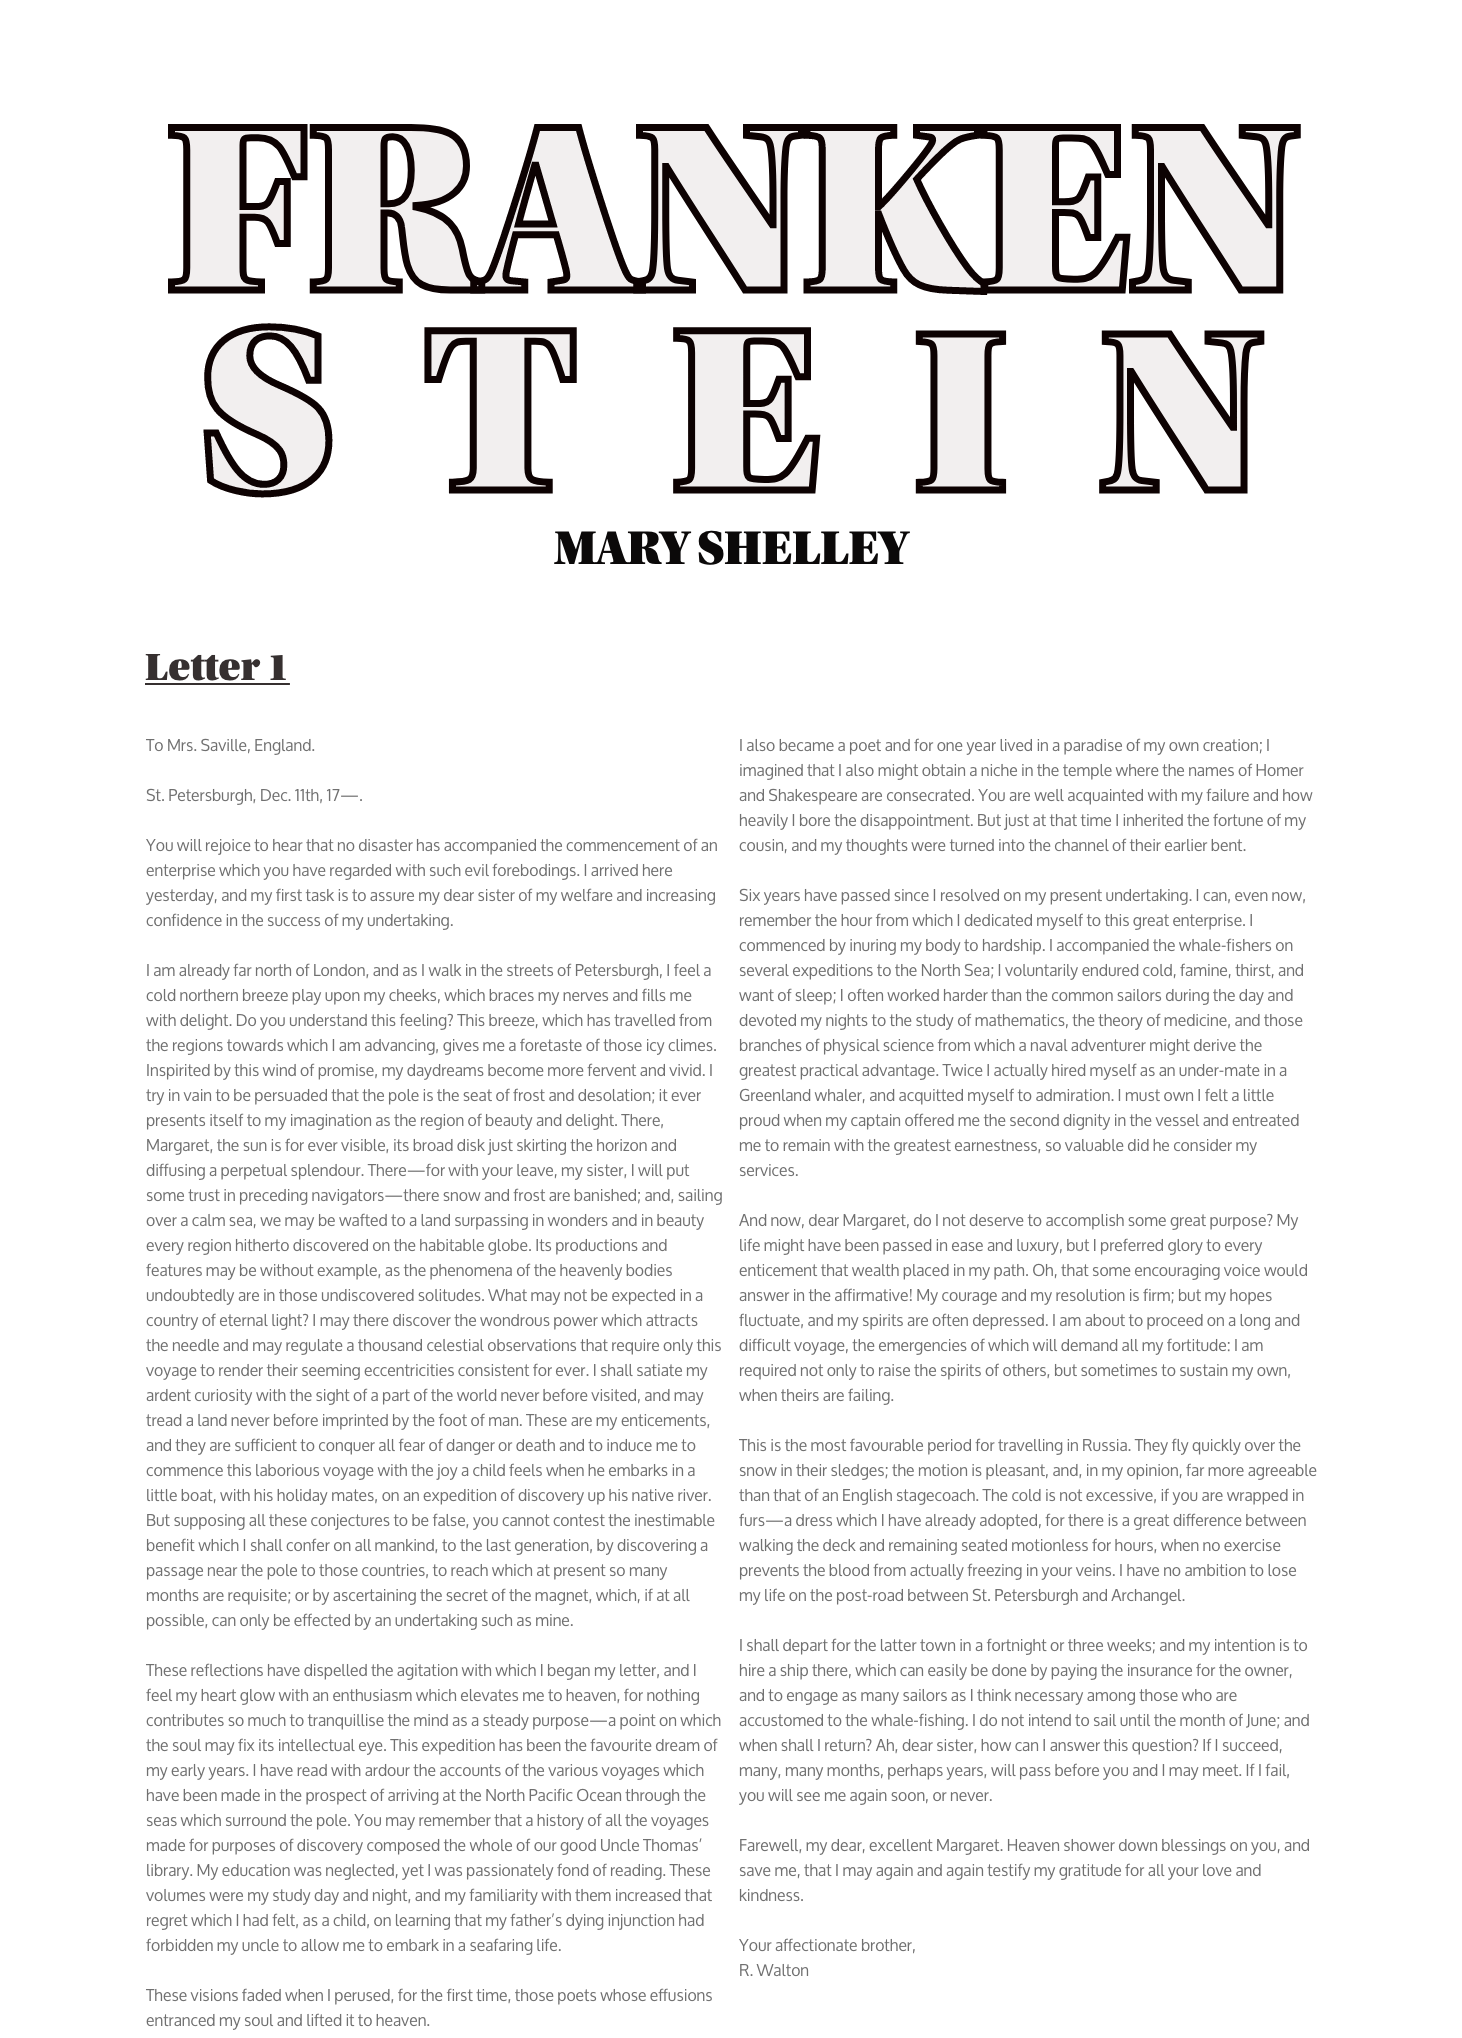 FRANKEN
STEIN
MARY SHELLEY
Letter 1
To Mrs. Saville, England.
St. Petersburgh, Dec. 11th, 17—.
You will rejoice to hear that no disaster has accompanied the commencement of an
enterprise which you have regarded with such evil forebodings. I arrived here
yesterday, and my first task is to assure my dear sister of my welfare and increasing
confidence in the success of my undertaking.
I am already far north of London, and as I walk in the streets of Petersburgh, I feel a
cold northern breeze play upon my cheeks, which braces my nerves and fills me
with delight. Do you understand this feeling? This breeze, which has travelled from
the regions towards which I am advancing, gives me a foretaste of those icy climes.
Inspirited by this wind of promise, my daydreams become more fervent and vivid. I
try in vain to be persuaded that the pole is the seat of frost and desolation; it ever
presents itself to my imagination as the region of beauty and delight. There,
Margaret, the sun is for ever visible, its broad disk just skirting the horizon and
diffusing a perpetual splendour. There—for with your leave, my sister, I will put
some trust in preceding navigators—there snow and frost are banished; and, sailing
over a calm sea, we may be wafted to a land surpassing in wonders and in beauty
every region hitherto discovered on the habitable globe. Its productions and
features may be without example, as the phenomena of the heavenly bodies
undoubtedly are in those undiscovered solitudes. What may not be expected in a
country of eternal light? I may there discover the wondrous power which attracts
the needle and may regulate a thousand celestial observations that require only this
voyage to render their seeming eccentricities consistent for ever. I shall satiate my
ardent curiosity with the sight of a part of the world never before visited, and may
tread a land never before imprinted by the foot of man. These are my enticements,
and they are sufficient to conquer all fear of danger or death and to induce me to
commence this laborious voyage with the joy a child feels when he embarks in a
little boat, with his holiday mates, on an expedition of discovery up his native river.
But supposing all these conjectures to be false, you cannot contest the inestimable
benefit which I shall confer on all mankind, to the last generation, by discovering a
passage near the pole to those countries, to reach which at present so many
months are requisite; or by ascertaining the secret of the magnet, which, if at all
possible, can only be effected by an undertaking such as mine.
These reflections have dispelled the agitation with which I began my letter, and I
feel my heart glow with an enthusiasm which elevates me to heaven, for nothing
contributes so much to tranquillise the mind as a steady purpose—a point on which
the soul may fix its intellectual eye. This expedition has been the favourite dream of
my early years. I have read with ardour the accounts of the various voyages which
have been made in the prospect of arriving at the North Pacific Ocean through the
seas which surround the pole. You may remember that a history of all the voyages
made for purposes of discovery composed the whole of our good Uncle Thomas’
library. My education was neglected, yet I was passionately fond of reading. These
volumes were my study day and night, and my familiarity with them increased that
regret which I had felt, as a child, on learning that my father’s dying injunction had
forbidden my uncle to allow me to embark in a seafaring life.
These visions faded when I perused, for the first time, those poets whose effusions
entranced my soul and lifted it to heaven.
I also became a poet and for one year lived in a paradise of my own creation; I
imagined that I also might obtain a niche in the temple where the names of Homer
and Shakespeare are consecrated. You are well acquainted with my failure and how
heavily I bore the disappointment. But just at that time I inherited the fortune of my
cousin, and my thoughts were turned into the channel of their earlier bent.
Six years have passed since I resolved on my present undertaking. I can, even now,
remember the hour from which I dedicated myself to this great enterprise. I
commenced by inuring my body to hardship. I accompanied the whale-fishers on
several expeditions to the North Sea; I voluntarily endured cold, famine, thirst, and
want of sleep; I often worked harder than the common sailors during the day and
devoted my nights to the study of mathematics, the theory of medicine, and those
branches of physical science from which a naval adventurer might derive the
greatest practical advantage. Twice I actually hired myself as an under-mate in a
Greenland whaler, and acquitted myself to admiration. I must own I felt a little
proud when my captain offered me the second dignity in the vessel and entreated
me to remain with the greatest earnestness, so valuable did he consider my
services.
And now, dear Margaret, do I not deserve to accomplish some great purpose? My
life might have been passed in ease and luxury, but I preferred glory to every
enticement that wealth placed in my path. Oh, that some encouraging voice would
answer in the affirmative! My courage and my resolution is firm; but my hopes
fluctuate, and my spirits are often depressed. I am about to proceed on a long and
difficult voyage, the emergencies of which will demand all my fortitude: I am
required not only to raise the spirits of others, but sometimes to sustain my own,
when theirs are failing.
This is the most favourable period for travelling in Russia. They fly quickly over the
snow in their sledges; the motion is pleasant, and, in my opinion, far more agreeable
than that of an English stagecoach. The cold is not excessive, if you are wrapped in
furs—a dress which I have already adopted, for there is a great difference between
walking the deck and remaining seated motionless for hours, when no exercise
prevents the blood from actually freezing in your veins. I have no ambition to lose
my life on the post-road between St. Petersburgh and Archangel.
I shall depart for the latter town in a fortnight or three weeks; and my intention is to
hire a ship there, which can easily be done by paying the insurance for the owner,
and to engage as many sailors as I think necessary among those who are
accustomed to the whale-fishing. I do not intend to sail until the month of June; and
when shall I return? Ah, dear sister, how can I answer this question? If I succeed,
many, many months, perhaps years, will pass before you and I may meet. If I fail,
you will see me again soon, or never.
Farewell, my dear, excellent Margaret. Heaven shower down blessings on you, and
save me, that I may again and again testify my gratitude for all your love and
kindness.
Your affectionate brother,
R. Walton